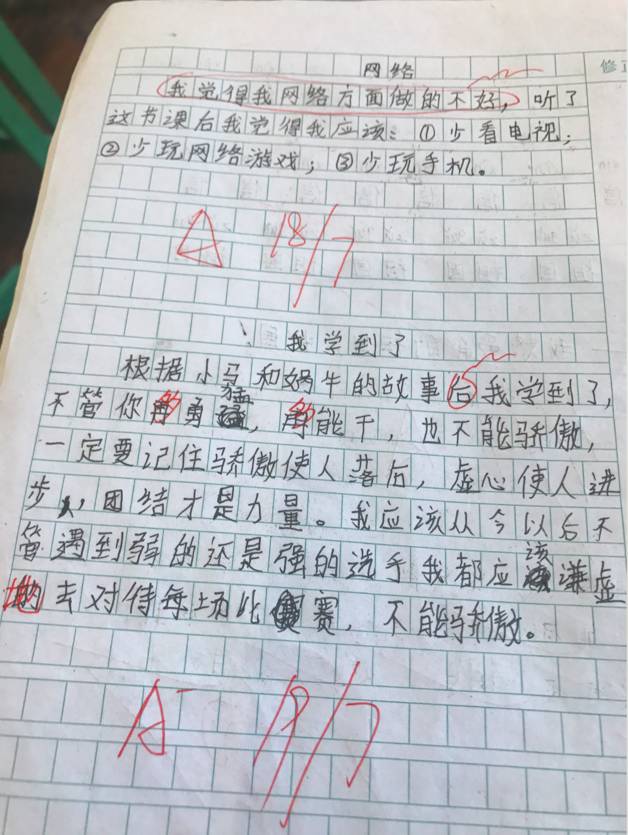 网络
我觉得我网络方面做的不好，听了
这节课后我觉得我应该：①少看电视；
②少玩网络游戏；③少玩手机。
A 18/7
我学到了
根据小马和蜗牛的故事后我学到了，
不管你多勇猛，多能干，也不能骄傲，
一定要记住骄傲使人落后，虚心使人进
步，团结才是力量。我应该从今以后不
管遇到弱的还是强的选手我都应该谦虚
地去对待每场比赛，不能骄傲。
A- 19/7